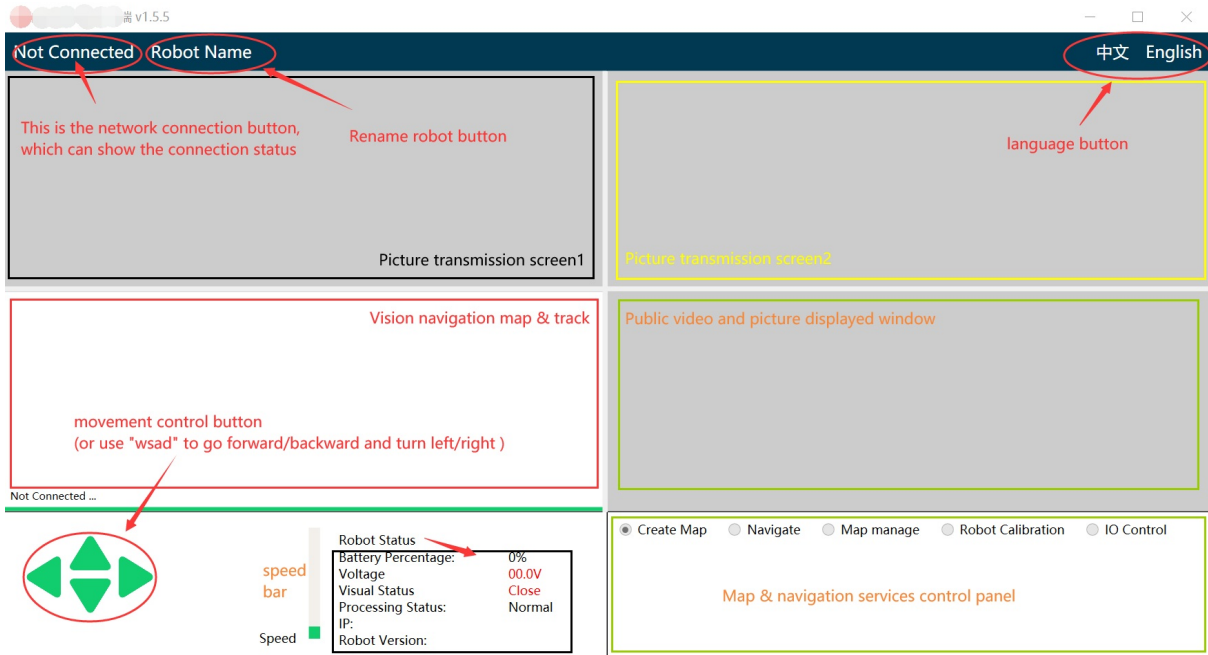 端 v1.5.5
Not Connected Robot Name 中文 English
This is the network connection button,
which can show the connection status
Rename robot button
language button
Picture transmission screen1
Picture transmission screen2
Vision navigation map & track
Public video and picture displayed window
movement control button
(or use "wsad" to go forward/backward and turn left/right )
Not Connected ...
Create Map Navigate Map manage Robot Calibration IO Control
Robot Status
Battery Percentage: 0%
Voltage 00.0V
Visual Status Close
Processing Status: Normal
IP:
Robot Version:
speed
bar
Speed
Map & navigation services control panel